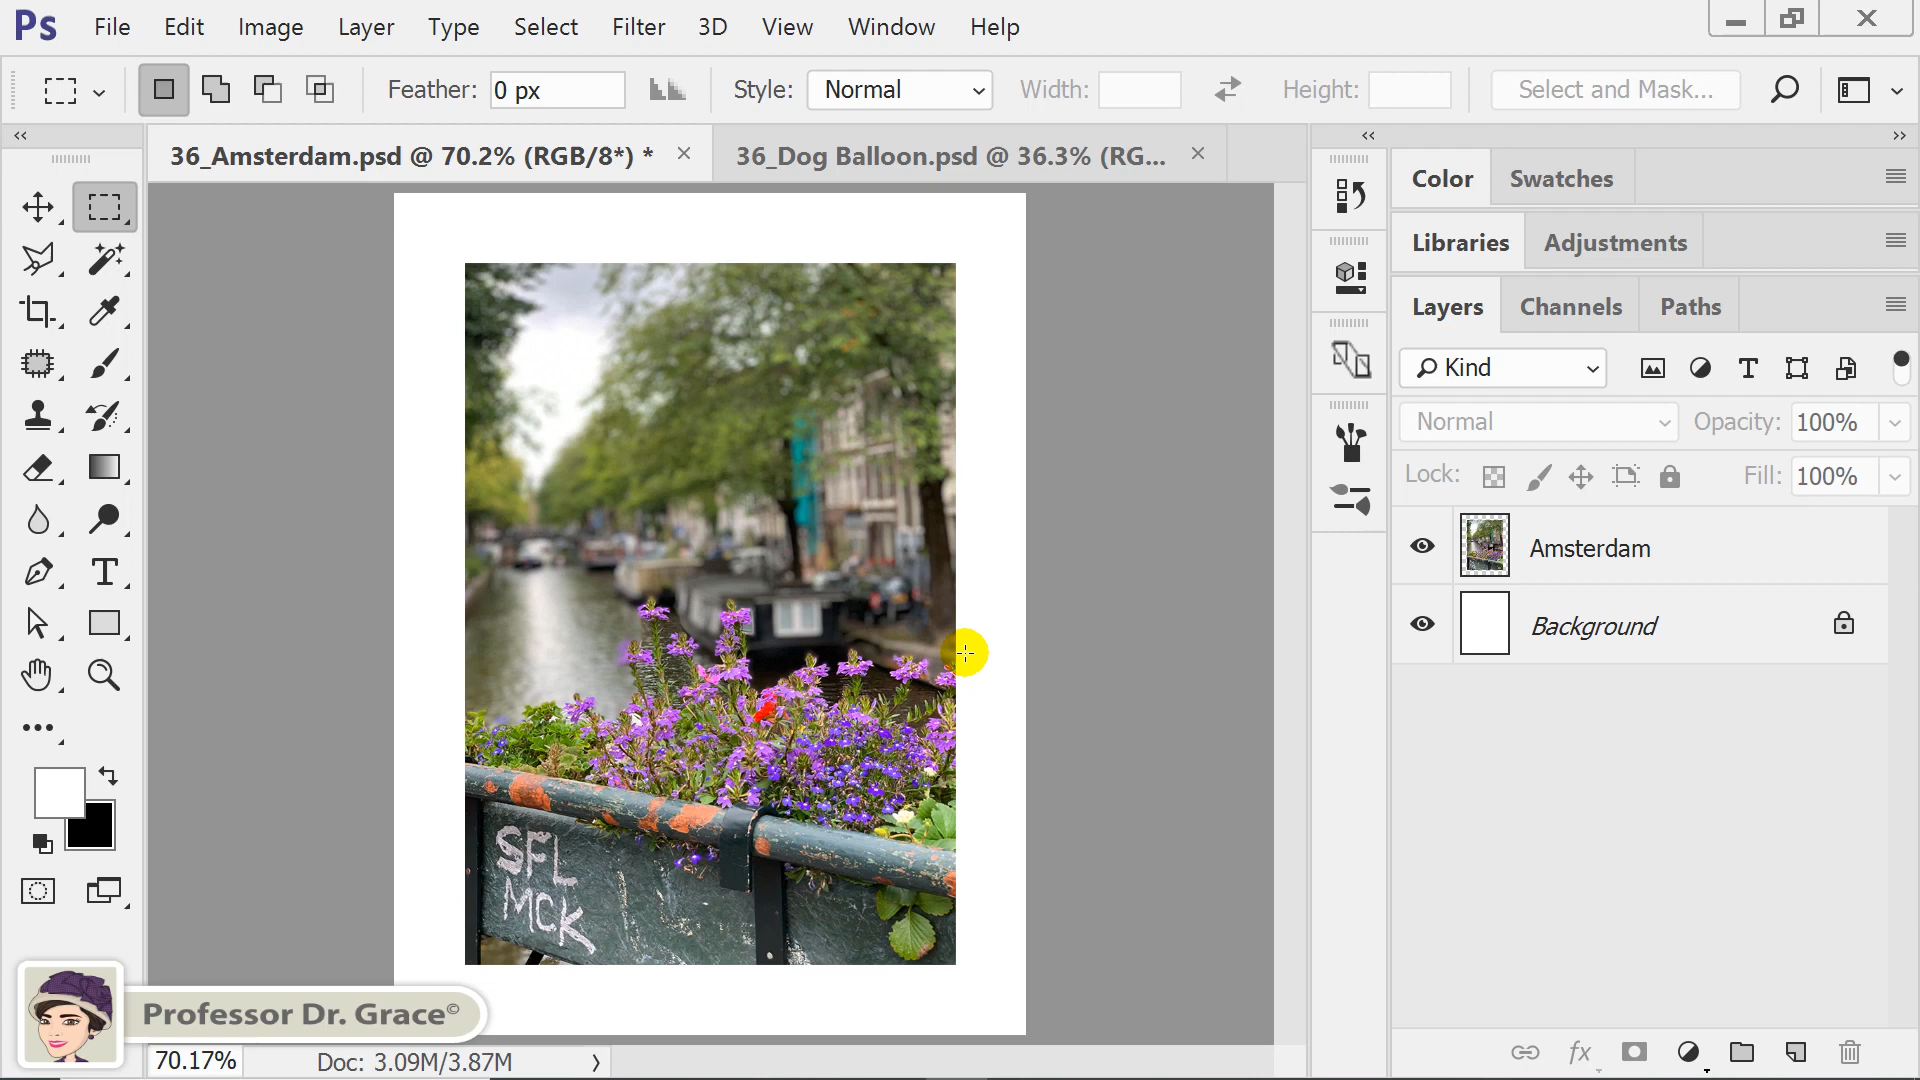 Ps File Edit Image Layer Type Select Filter 3D View Window Help
Feather: 0 px Style: Normal Width: Height: Select and Mask...
36_Amsterdam.psd @ 70.2% (RGB/8*) * × 36_Dog Balloon.psd @ 36.3% (RG... ×
Color Swatches
Libraries Adjustments
Layers Channels Paths
Kind
Normal Opacity: 100%
Lock: Fill: 100%
Amsterdam
Background
SFL
MCK
Professor Dr. Grace©
70.17% Doc: 3.09M/3.87M